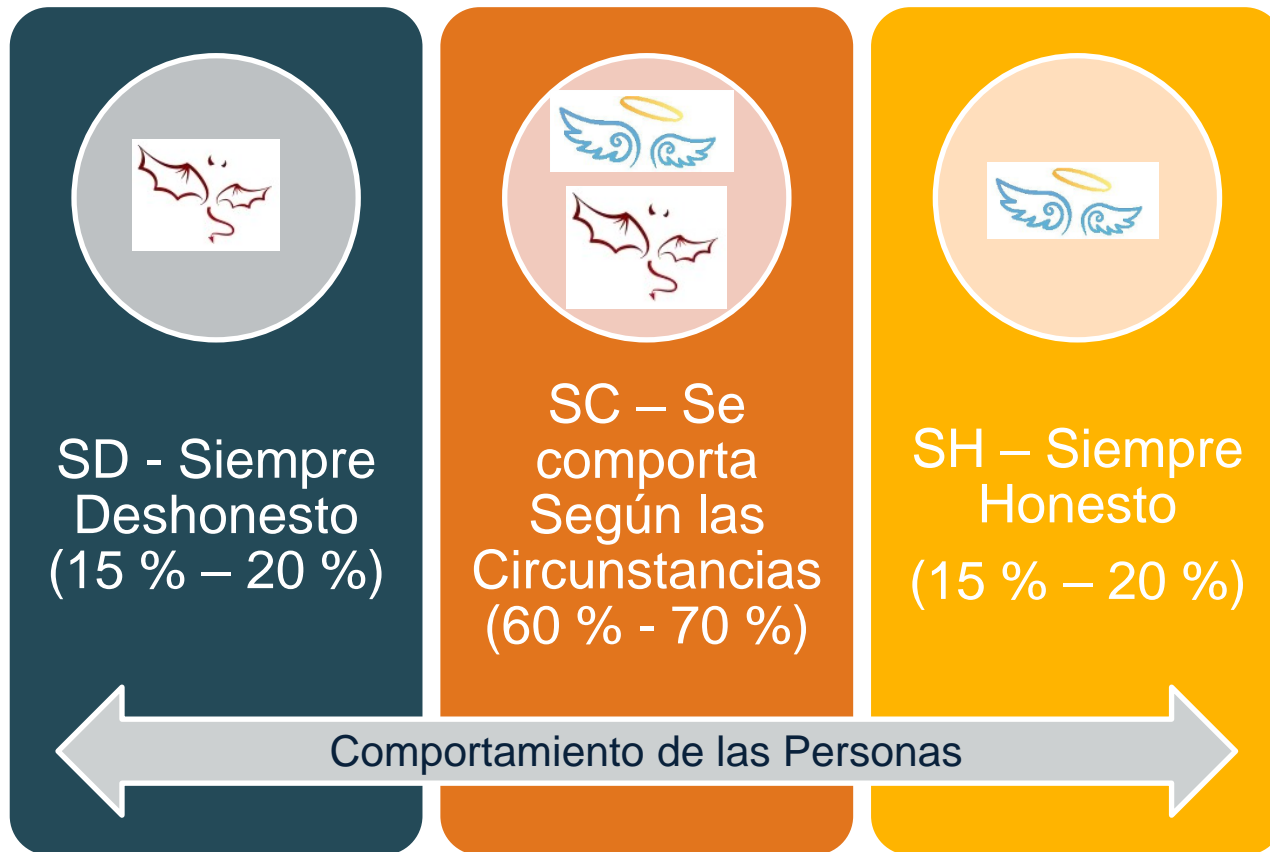 SD - Siempre
Deshonesto
(15 % – 20 %)
SC – Se
comporta
Según las
Circunstancias
(60 % - 70 %)
SH – Siempre
Honesto
(15 % – 20 %)
Comportamiento de las Personas